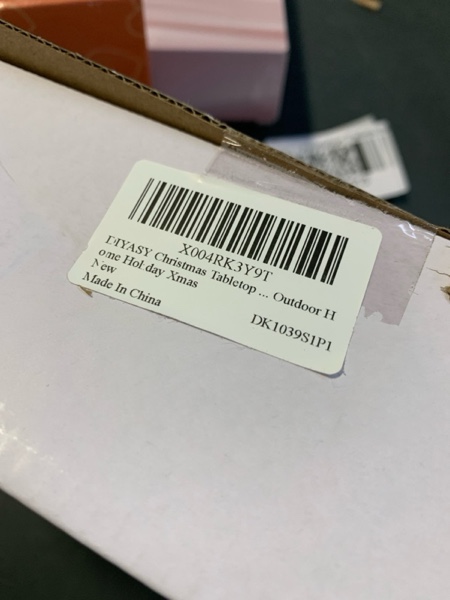 X004RK3Y9T
DIYASY Christmas Tabletop ... Outdoor H
ome Holiday Xmas
New
Made In China
DK1039S1P1